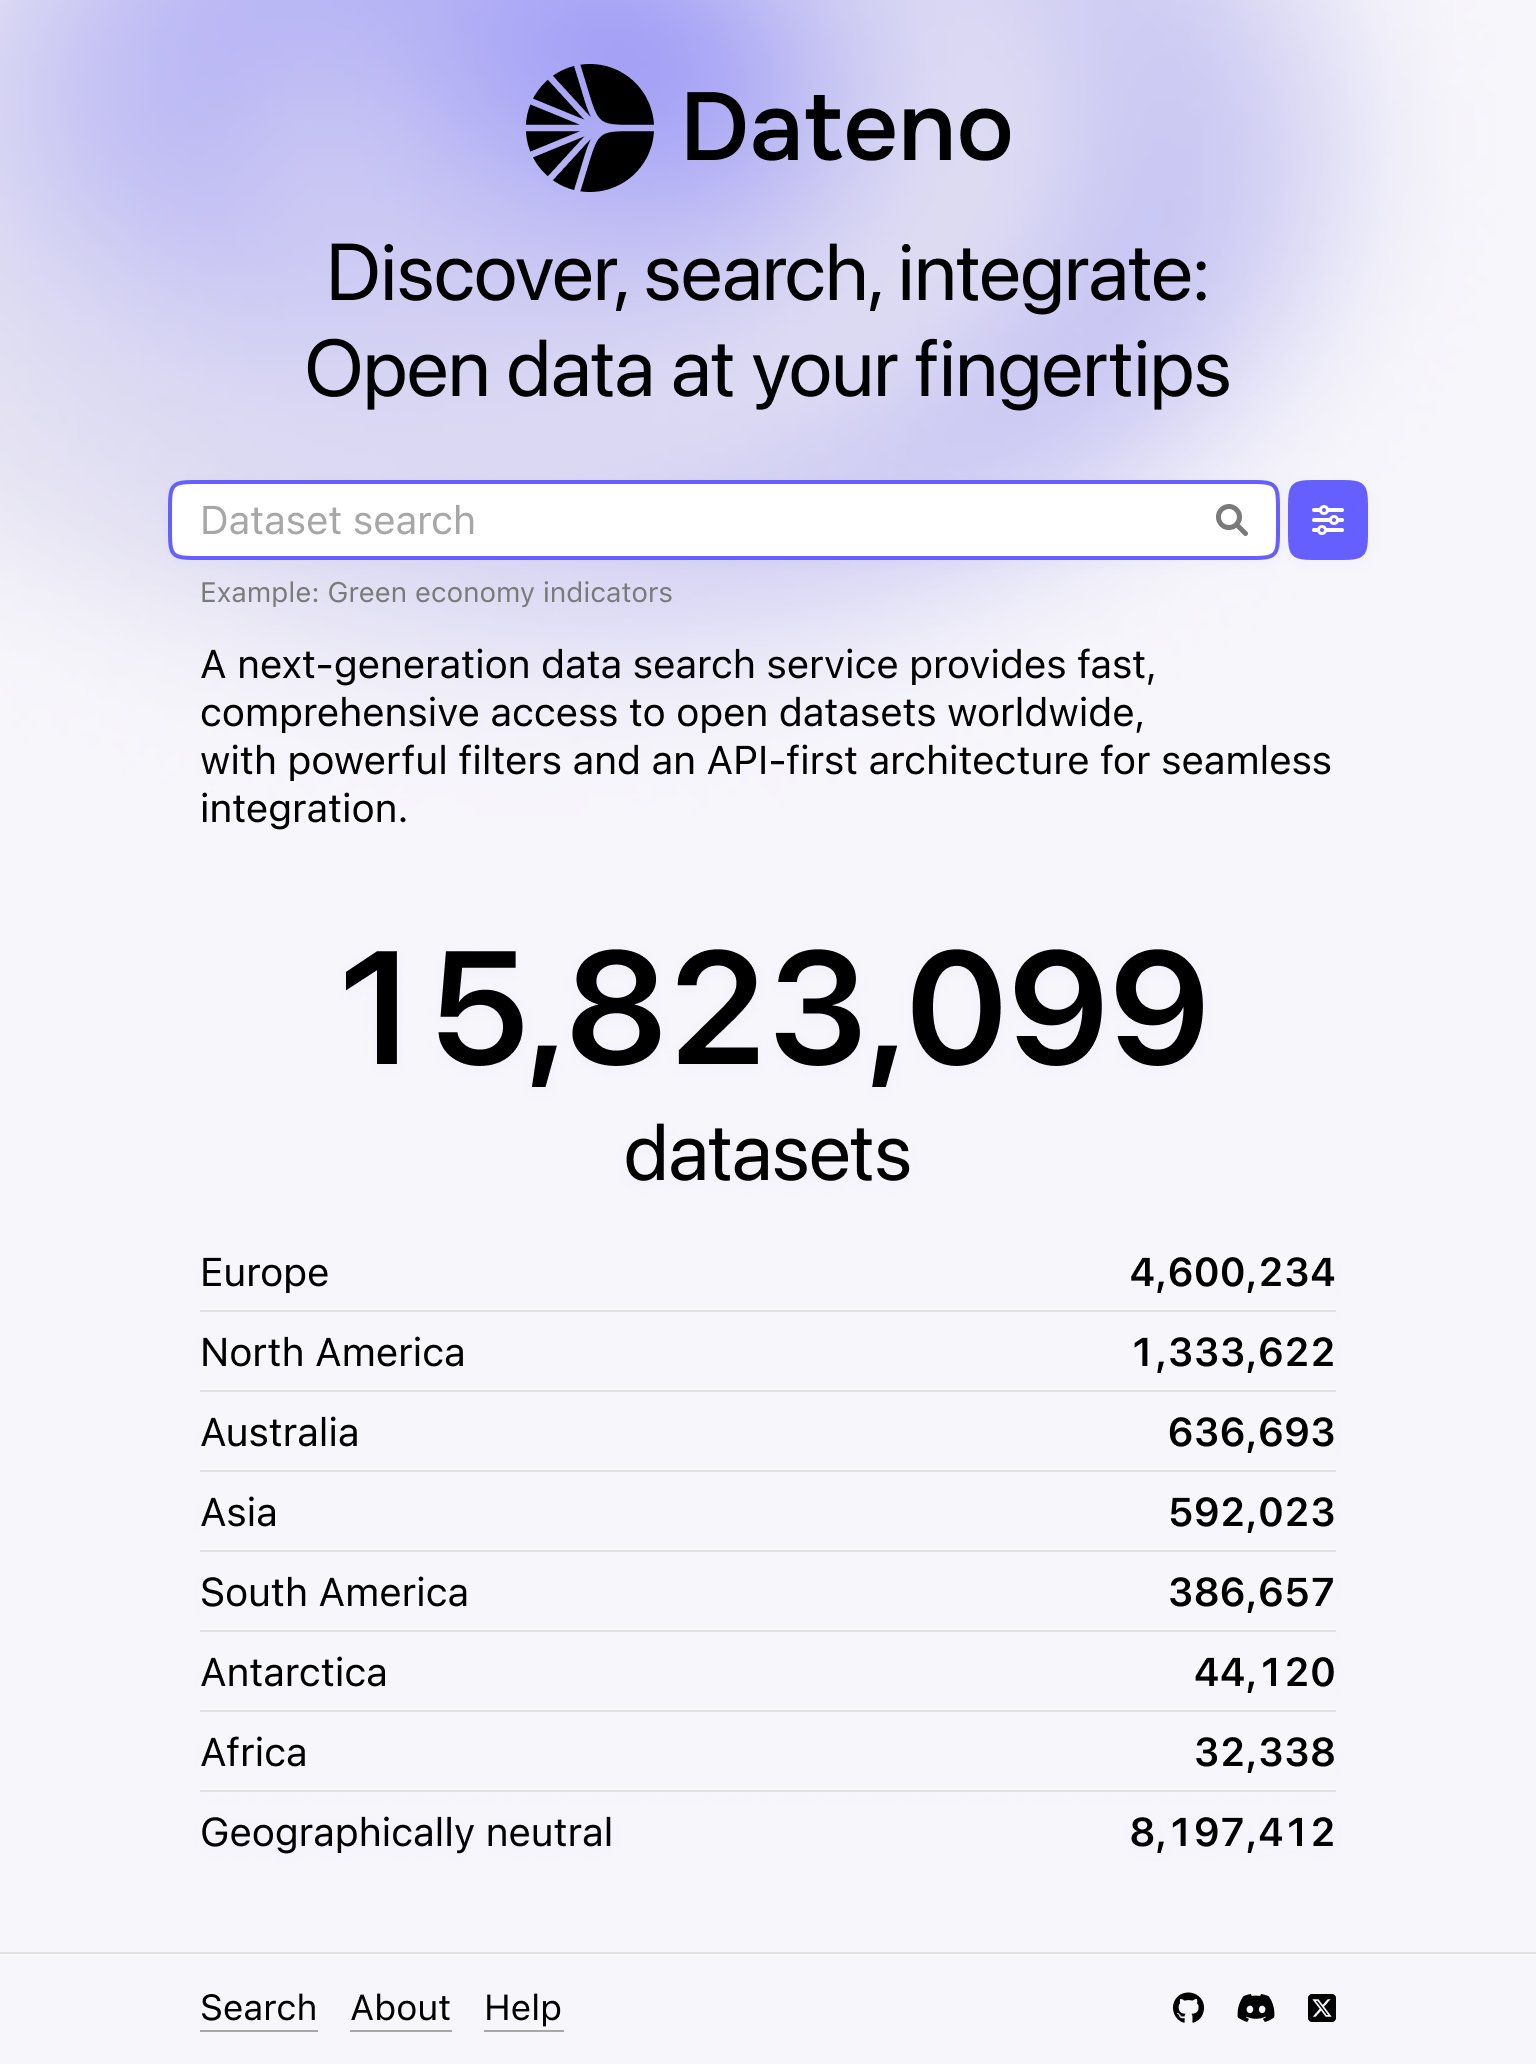 Dateno
Discover, search, integrate:
Open data at your fingertips
Dataset search
Example: Green economy indicators
A next-generation data search service provides fast,
comprehensive access to open datasets worldwide,
with powerful filters and an API-first architecture for seamless
integration.
15,823,099
datasets
Europe 4,600,234
North America 1,333,622
Australia 636,693
Asia 592,023
South America 386,657
Antarctica 44,120
Africa 32,338
Geographically neutral 8,197,412
Search About Help